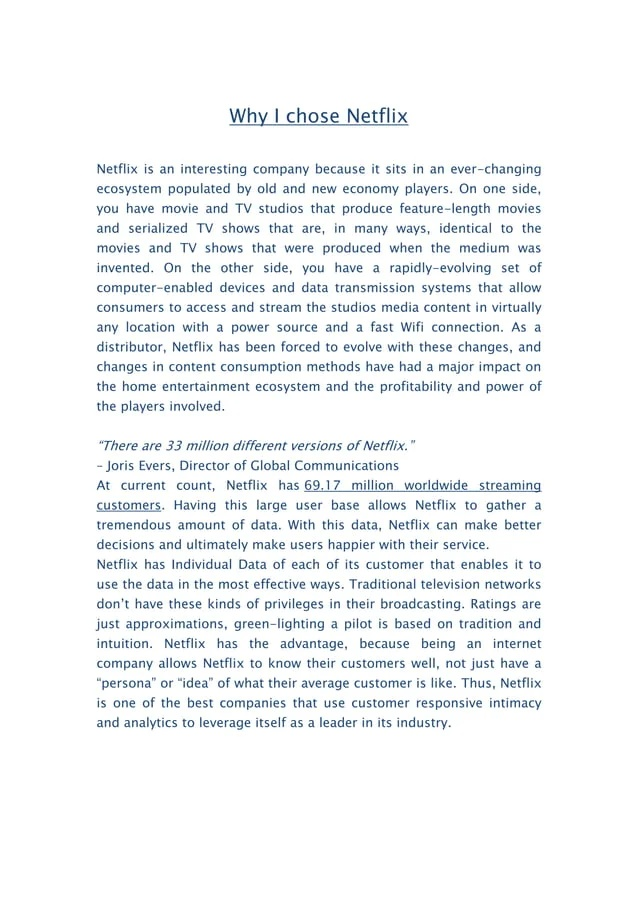 Why I chose Netflix
Netflix is an interesting company because it sits in an ever-changing
ecosystem populated by old and new economy players. On one side,
you have movie and TV studios that produce feature-length movies
and serialized TV shows that are, in many ways, identical to the
movies and TV shows that were produced when the medium was
invented. On the other side, you have a rapidly-evolving set of
computer-enabled devices and data transmission systems that allow
consumers to access and stream the studios media content in virtually
any location with a power source and a fast Wifi connection. As a
distributor, Netflix has been forced to evolve with these changes, and
changes in content consumption methods have had a major impact on
the home entertainment ecosystem and the profitability and power of
the players involved.
“There are 33 million different versions of Netflix.”
– Joris Evers, Director of Global Communications
At current count, Netflix has 69.17 million worldwide streaming
customers. Having this large user base allows Netflix to gather a
tremendous amount of data. With this data, Netflix can make better
decisions and ultimately make users happier with their service.
Netflix has Individual Data of each of its customer that enables it to
use the data in the most effective ways. Traditional television networks
don’t have these kinds of privileges in their broadcasting. Ratings are
just approximations, green-lighting a pilot is based on tradition and
intuition. Netflix has the advantage, because being an internet
company allows Netflix to know their customers well, not just have a
“persona” or “idea” of what their average customer is like. Thus, Netflix
is one of the best companies that use customer responsive intimacy
and analytics to leverage itself as a leader in its industry.